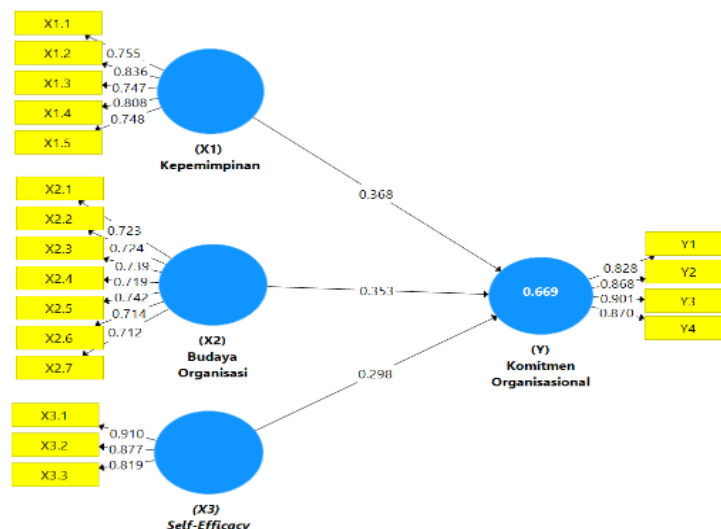 X1.1
X1.2
X1.3
X1.4
X1.5
0.755
0.836
0.747
0.808
0.748
(X1)
Kepemimpinan
0.368
X2.1
X2.2
X2.3
X2.4
X2.5
X2.6
X2.7
0.723
0.724
0.739
0.719
0.742
0.714
0.712
(X2)
Budaya
Organisasi
0.353
X3.1
X3.2
X3.3
0.910
0.877
0.819
(X3)
Self-Efficacy
0.298
0.669
(Y)
Komitmen
Organisasional
0.828
0.868
0.901
0.870
Y1
Y2
Y3
Y4